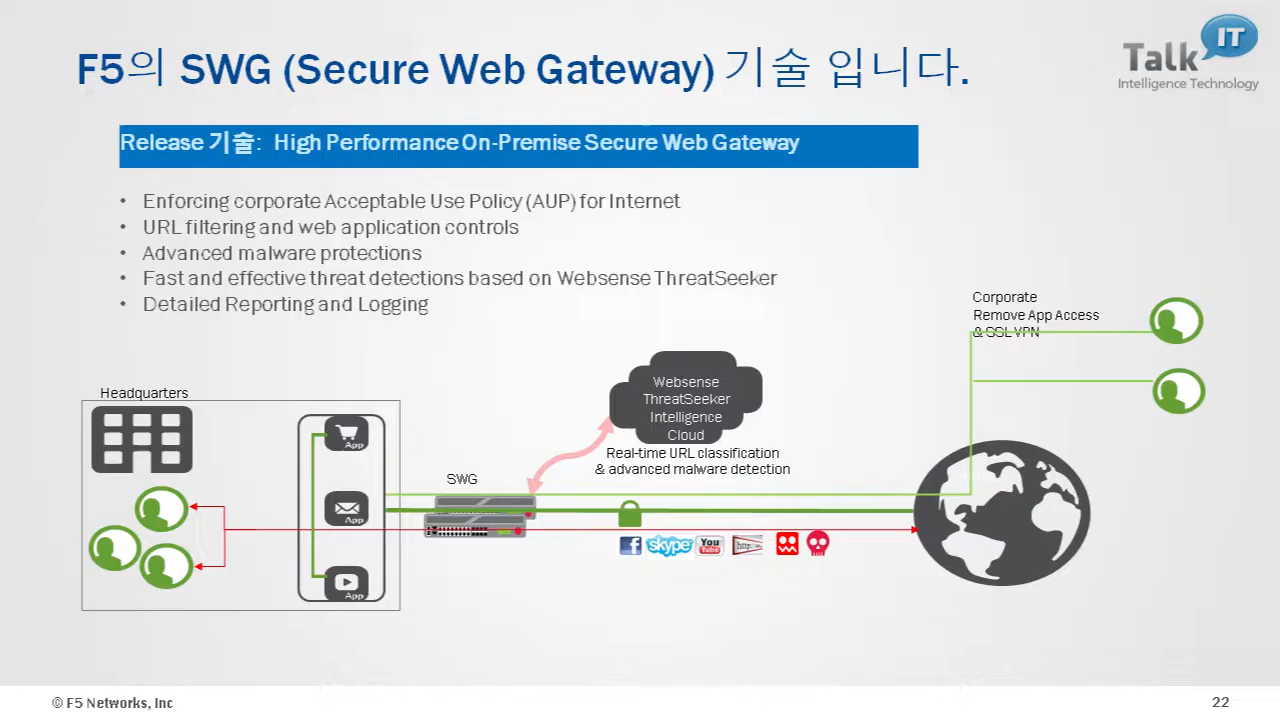 F5의 SWG (Secure Web Gateway) 기술 입니다.
Talk IT
Intelligence Technology
Release 기술: High Performance On-Premise Secure Web Gateway
• Enforcing corporate Acceptable Use Policy (AUP) for Internet
• URL filtering and web application controls
• Advanced malware protections
• Fast and effective threat detections based on Websense ThreatSeeker
• Detailed Reporting and Logging
Corporate
Remove App Access
& SSL VPN
Headquarters
App
App
App
SWG
Websense
ThreatSeeker
Intelligence
Cloud
Real-time URL classification
& advanced malware detection
f
skype
You
Tube
© F5 Networks, Inc
22